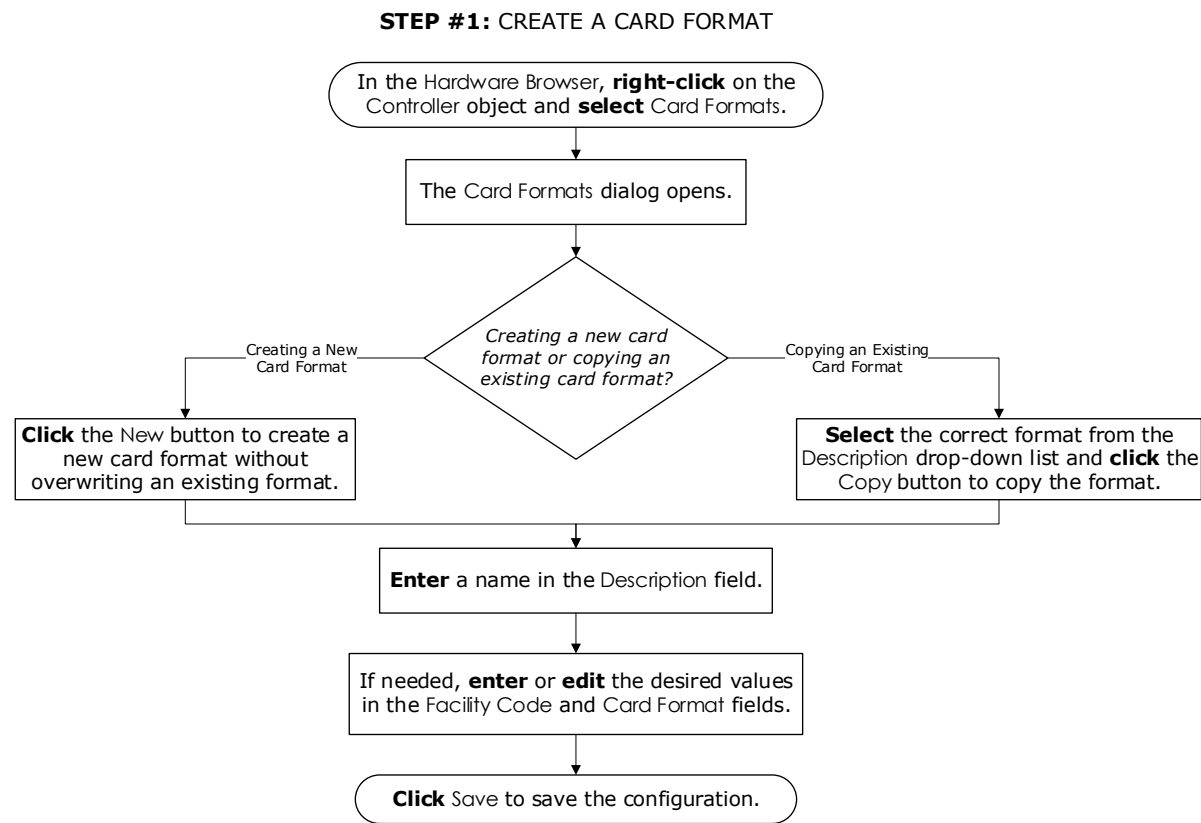 STEP #1: CREATE A CARD FORMAT
In the Hardware Browser, right-click on the
Controller object and select Card Formats.
The Card Formats dialog opens.
Creating a new card
format or copying an
existing card format?
Creating a New
Card Format
Copying an Existing
Card Format
Click the New button to create a
new card format without
overwriting an existing format.
Select the correct format from the
Description drop-down list and click the
Copy button to copy the format.
Enter a name in the Description field.
If needed, enter or edit the desired values
in the Facility Code and Card Format fields.
Click Save to save the configuration.